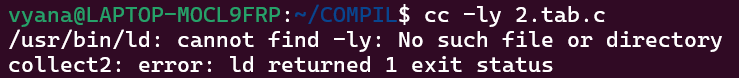 vyana@LAPTOP-MOCL9FRP:~/COMPIL$ cc -ly 2.tab.c
/usr/bin/ld: cannot find -ly: No such file or directory
collect2: error: ld returned 1 exit status